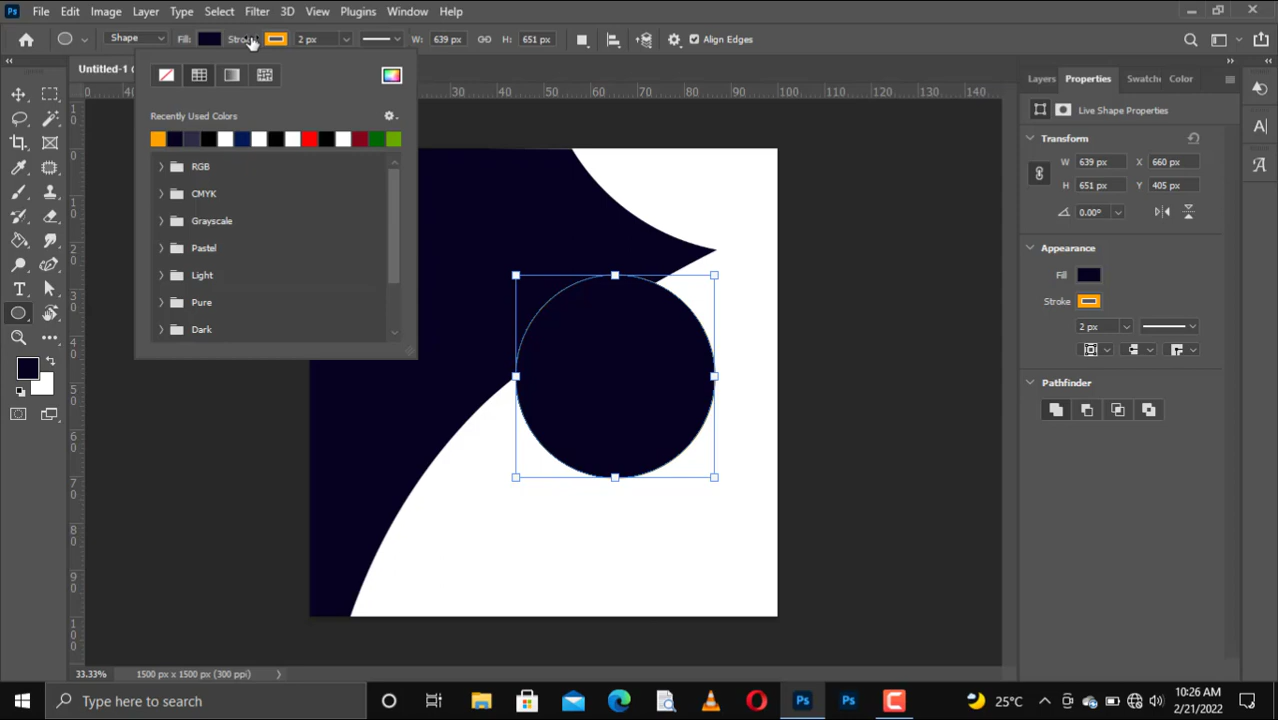 Ps File Edit Image Layer Type Select Filter 3D View Plugins Window Help
Shape Fill: 2 px W: 639 px H: 651 px Align Edges
Untitled-1
Layers Properties Swatch Color
40 30 40 50 60 70 80 90 100 110 120 130 140
Live Shape Properties
Recently Used Colors
Transform
W 639 px X 660 px
H 651 px Y 405 px
0.00°
RGB
CMYK
Grayscale
Pastel
Light
Pure
Dark
Appearance
Fill
Stroke
2 px
Pathfinder
33.33% 1500 px x 1500 px (300 ppi)
Type here to search
Ps Ps
25°C
10:26 AM
2/21/2022